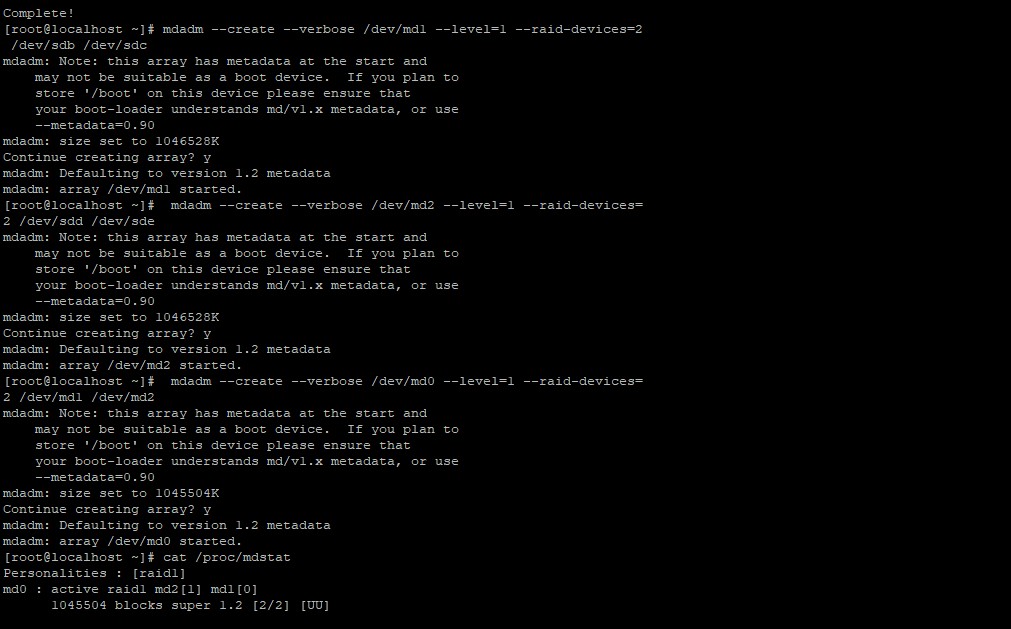 Complete!
[root@localhost ~]# mdadm --create --verbose /dev/md1 --level=1 --raid-devices=2
 /dev/sdb /dev/sdc
mdadm: Note: this array has metadata at the start and
    may not be suitable as a boot device.  If you plan to
    store '/boot' on this device please ensure that
    your boot-loader understands md/v1.x metadata, or use
    --metadata=0.90
mdadm: size set to 1046528K
Continue creating array? y
mdadm: Defaulting to version 1.2 metadata
mdadm: array /dev/md1 started.
[root@localhost ~]#  mdadm --create --verbose /dev/md2 --level=1 --raid-devices=
2 /dev/sdd /dev/sde
mdadm: Note: this array has metadata at the start and
    may not be suitable as a boot device.  If you plan to
    store '/boot' on this device please ensure that
    your boot-loader understands md/v1.x metadata, or use
    --metadata=0.90
mdadm: size set to 1046528K
Continue creating array? y
mdadm: Defaulting to version 1.2 metadata
mdadm: array /dev/md2 started.
[root@localhost ~]#  mdadm --create --verbose /dev/md0 --level=1 --raid-devices=
2 /dev/md1 /dev/md2
mdadm: Note: this array has metadata at the start and
    may not be suitable as a boot device.  If you plan to
    store '/boot' on this device please ensure that
    your boot-loader understands md/v1.x metadata, or use
    --metadata=0.90
mdadm: size set to 1045504K
Continue creating array? y
mdadm: Defaulting to version 1.2 metadata
mdadm: array /dev/md0 started.
[root@localhost ~]# cat /proc/mdstat
Personalities : [raid1]
md0 : active raid1 md2[1] md1[0]
      1045504 blocks super 1.2 [2/2] [UU]